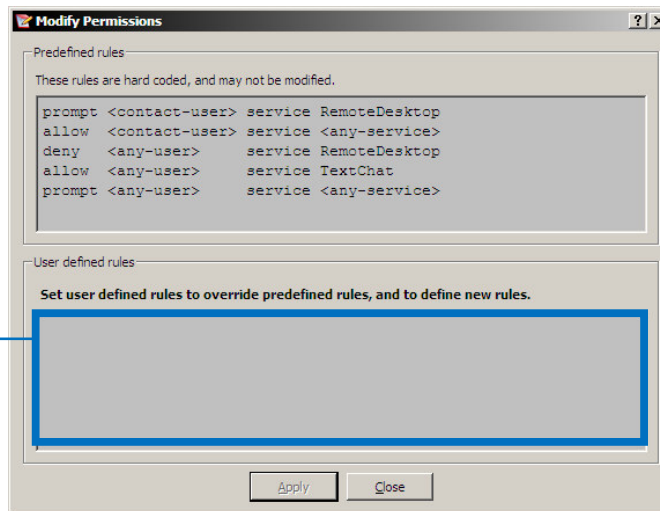 Modify Permissions
Predefined rules
These rules are hard coded, and may not be modified.
prompt <contact-user> service RemoteDesktop
allow <contact-user> service <any-service>
deny <any-user> service RemoteDesktop
allow <any-user> service TextChat
prompt <any-user> service <any-service>
User defined rules
Set user defined rules to override predefined rules, and to define new rules.
Apply Close